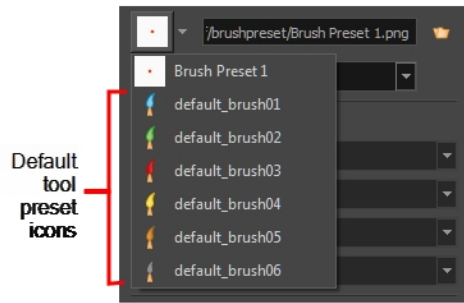 :/brushpreset/Brush Preset 1.png
Brush Preset 1
default_brush01
default_brush02
default_brush03
default_brush04
default_brush05
default_brush06
Default
tool
preset
icons